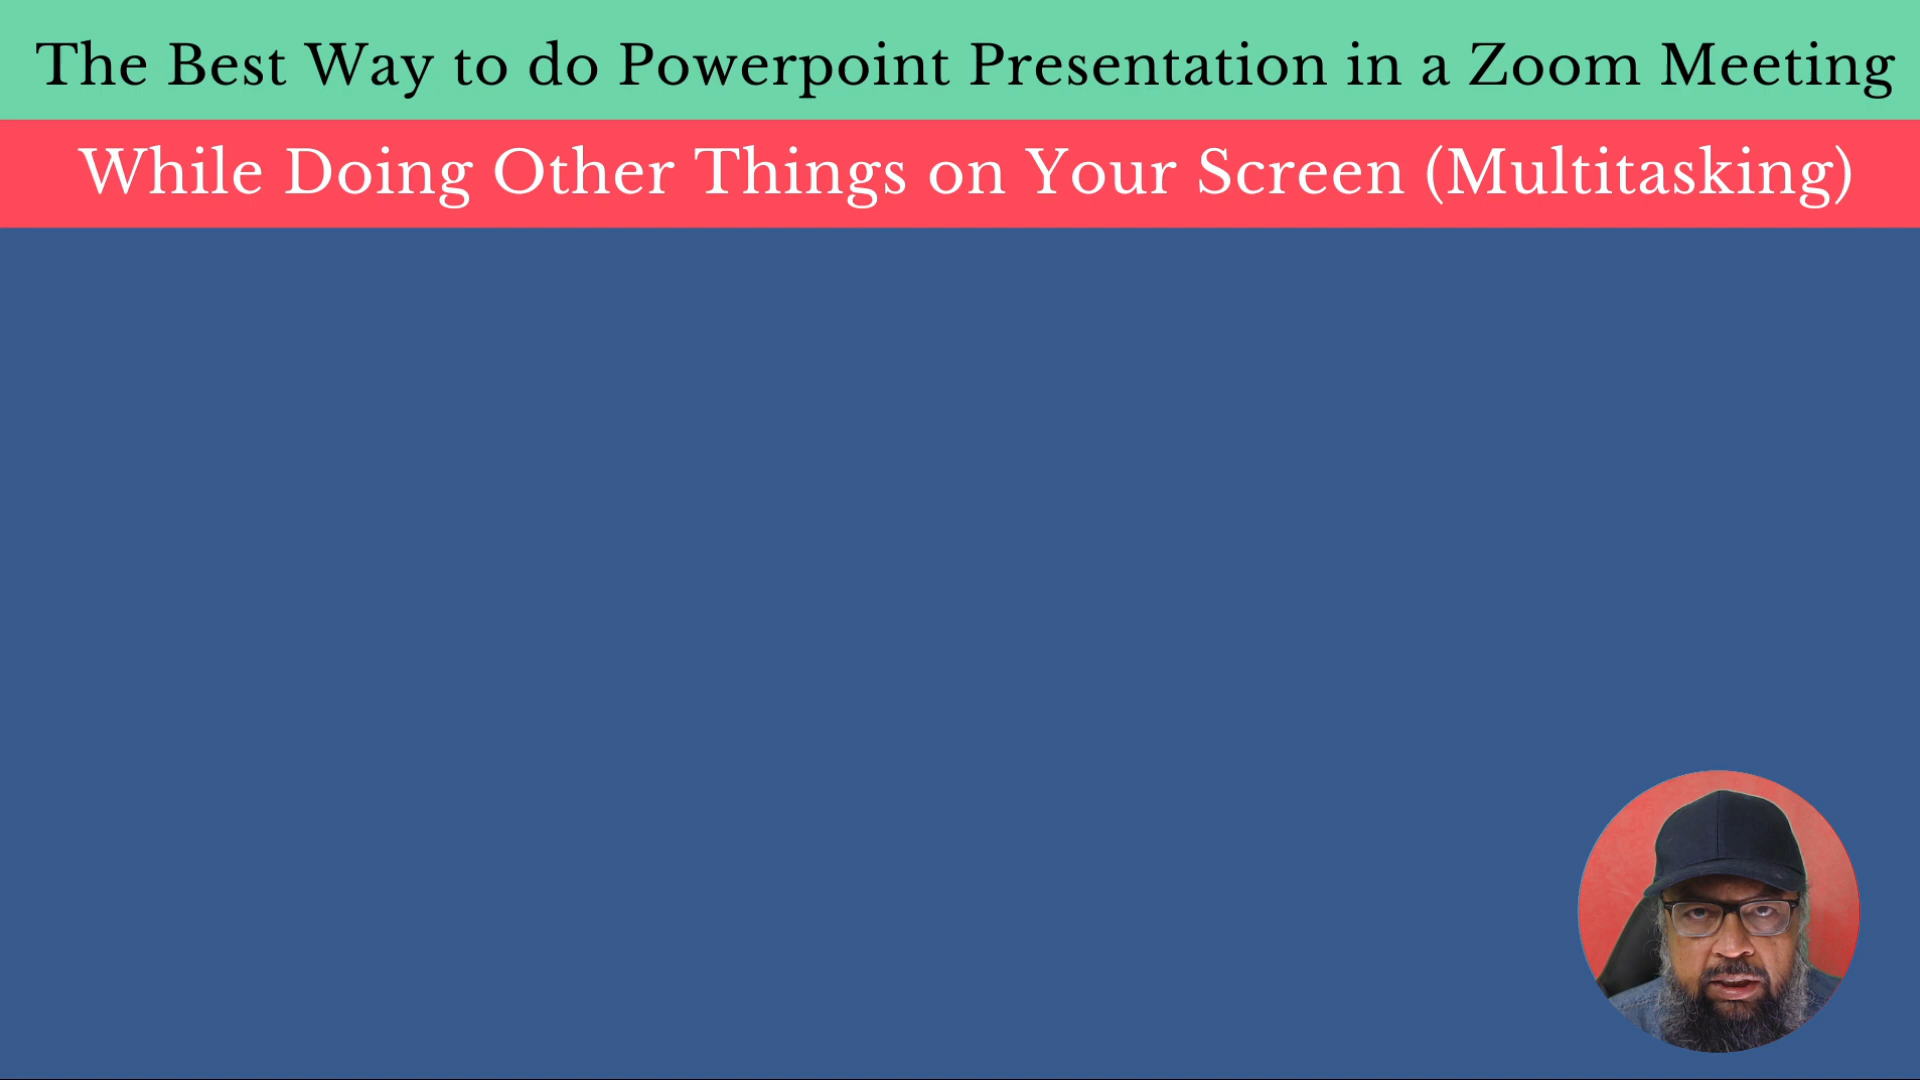 The Best Way to do Powerpoint Presentation in a Zoom Meeting
While Doing Other Things on Your Screen (Multitasking)